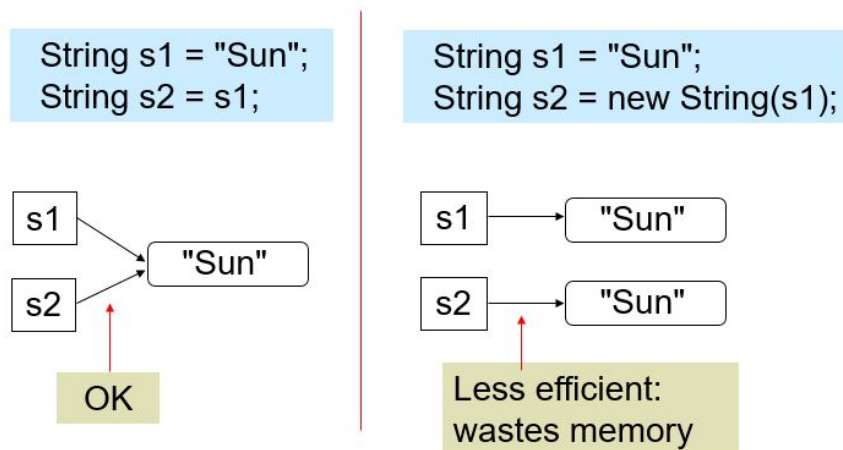 String s1 = "Sun";
String s2 = s1;
s1
s2
"Sun"
OK
String s1 = "Sun";
String s2 = new String(s1);
s1
"Sun"
s2
"Sun"
Less efficient:
wastes memory